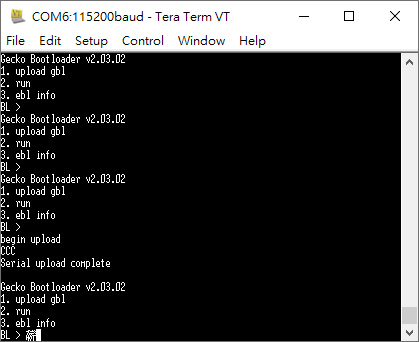 COM6:115200baud - Tera Term VT
File Edit Setup Control Window Help
Gecko Bootloader v2.03.02
1. upload gbl
2. run
3. ebl info
BL >
Gecko Bootloader v2.03.02
1. upload gbl
2. run
3. ebl info
BL >
Gecko Bootloader v2.03.02
1. upload gbl
2. run
3. ebl info
BL >
begin upload
CCC
Serial upload complete
Gecko Bootloader v2.03.02
1. upload gbl
2. run
3. ebl info
BL >